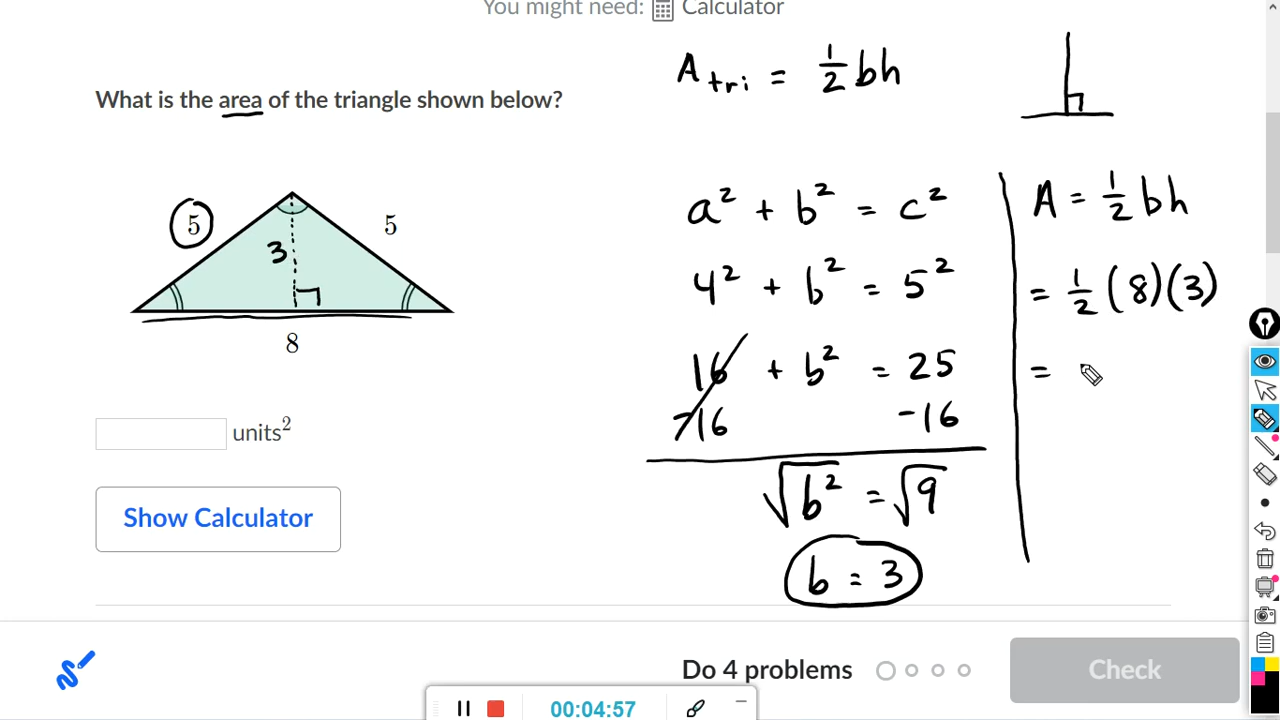 You might need: Calculator
What is the area of the triangle shown below?
5
5
3
8
units²
Show Calculator
A tri = 1/2 bh
a² + b² = c²
4² + b² = 5²
16 + b² = 25
-16 -16
√b² = √9
b = 3
A = 1/2 bh
= 1/2 (8)(3)
=
Do 4 problems
Check
00:04:57